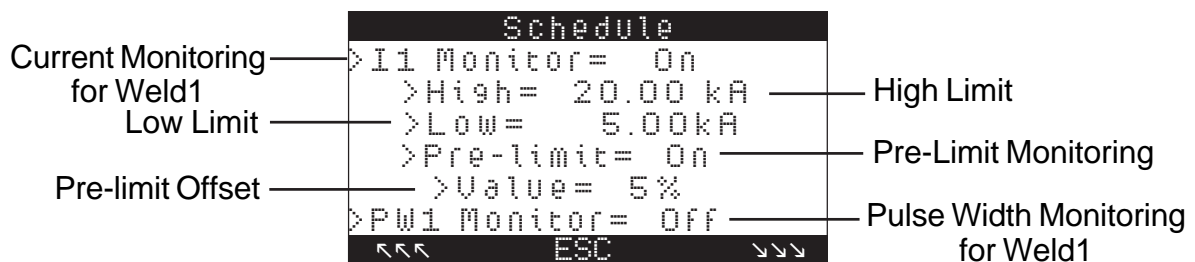 Schedule
>I1 Monitor= On
>High= 20.00 kA
>Low= 5.00kA
>Pre-limit= On
>Value= 5%
>PW1 Monitor= Off
↖↖↖ ESC ↘↘↘
Current Monitoring
for Weld1
Low Limit
Pre-limit Offset
High Limit
Pre-Limit Monitoring
Pulse Width Monitoring
for Weld1